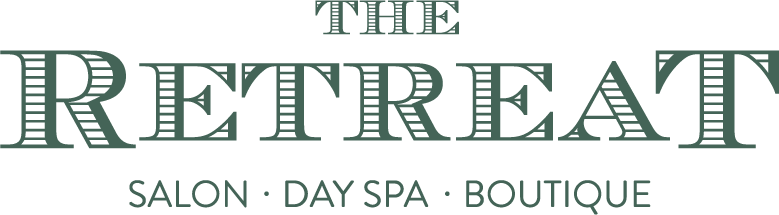 THE
RETREAT
SALON · DAY SPA · BOUTIQUE